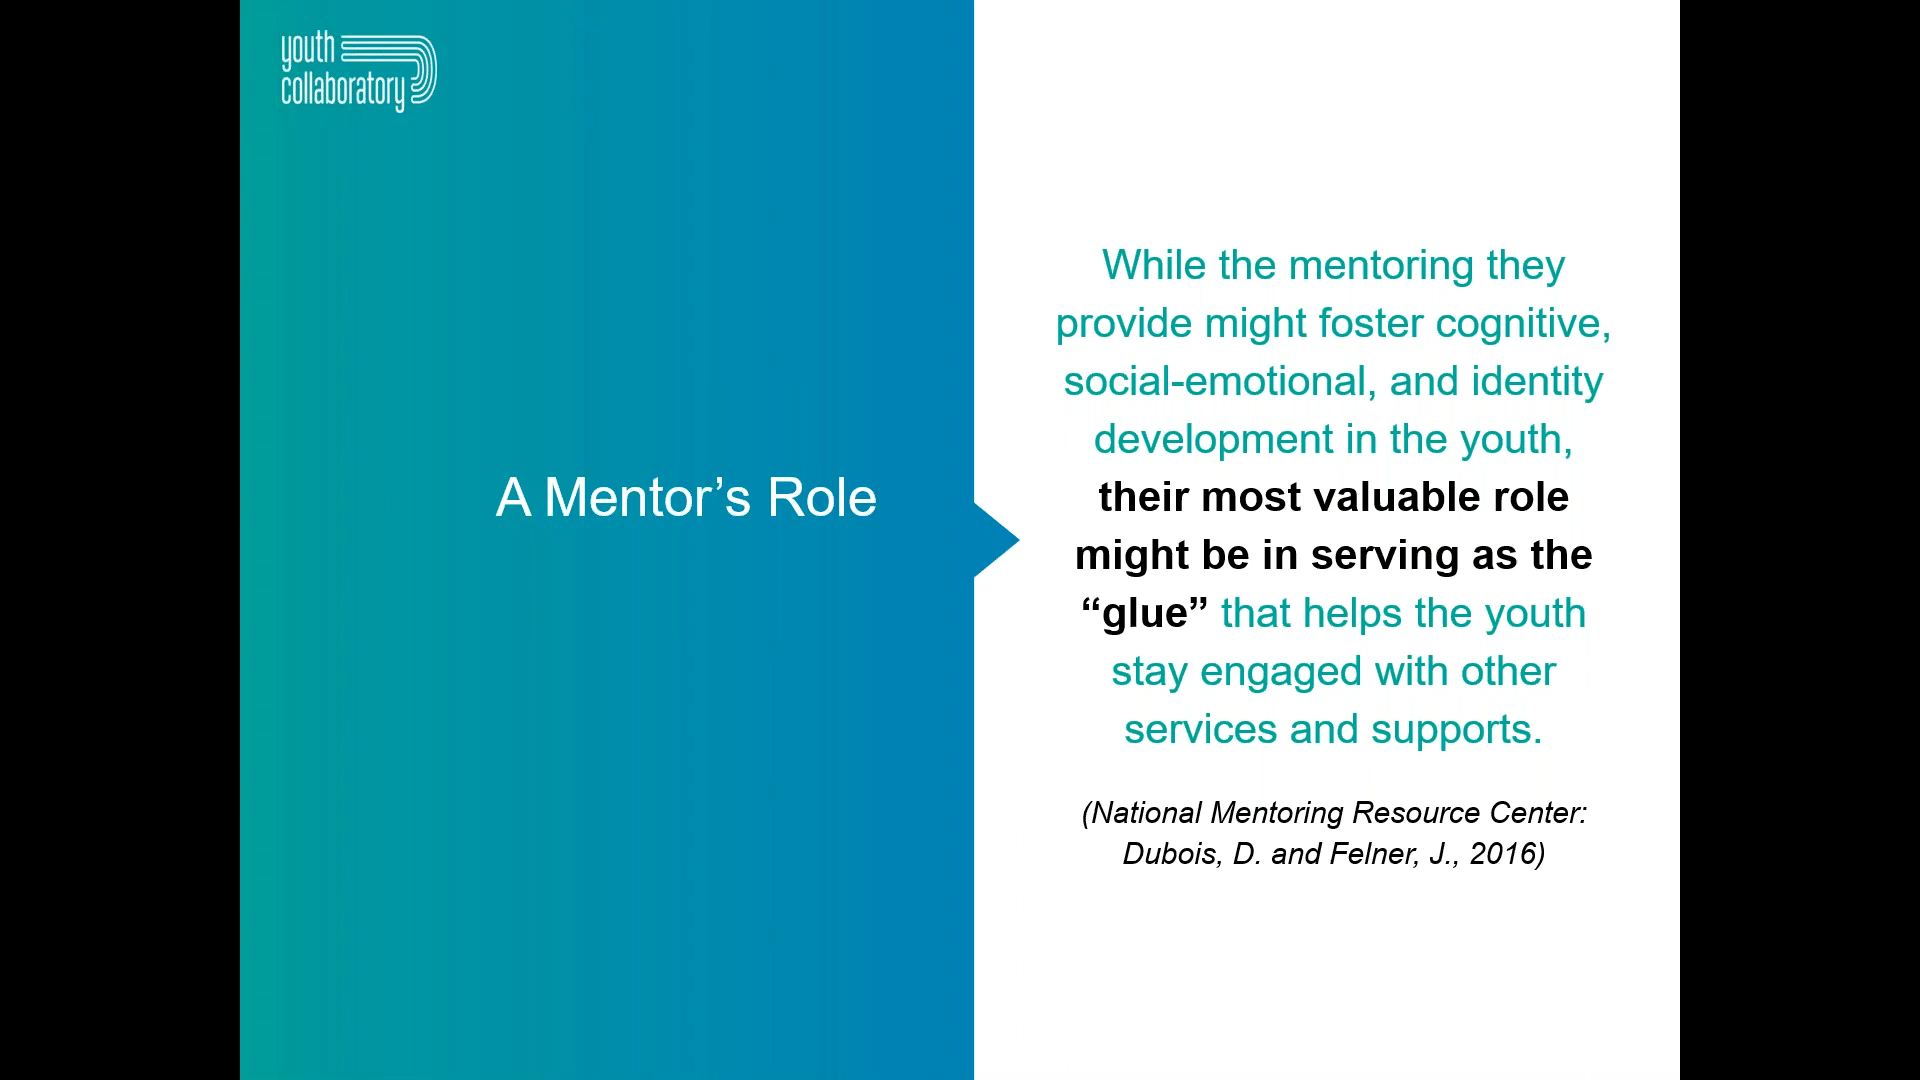 youth
collaboratory
A Mentor’s Role
While the mentoring they
provide might foster cognitive,
social-emotional, and identity
development in the youth,
their most valuable role
might be in serving as the
“glue” that helps the youth
stay engaged with other
services and supports.
(National Mentoring Resource Center:
Dubois, D. and Felner, J., 2016)